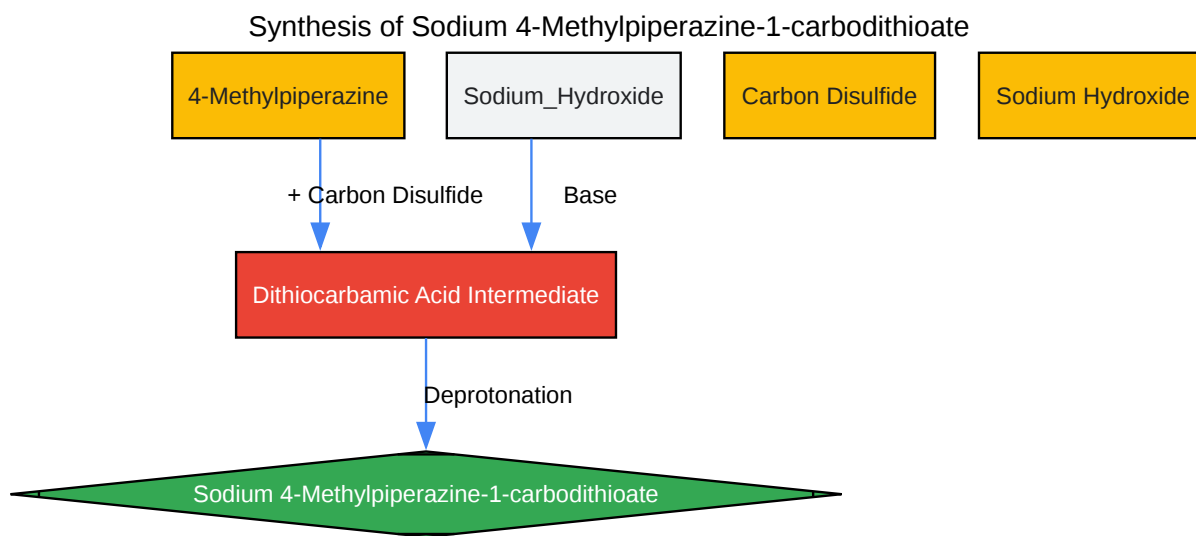 Synthesis of Sodium 4-Methylpiperazine-1-carbodithioate
4-Methylpiperazine
Sodium_Hydroxide
Carbon Disulfide
Sodium Hydroxide
+ Carbon Disulfide
Base
Dithiocarbamic Acid Intermediate
Deprotonation
Sodium 4-Methylpiperazine-1-carbodithioate